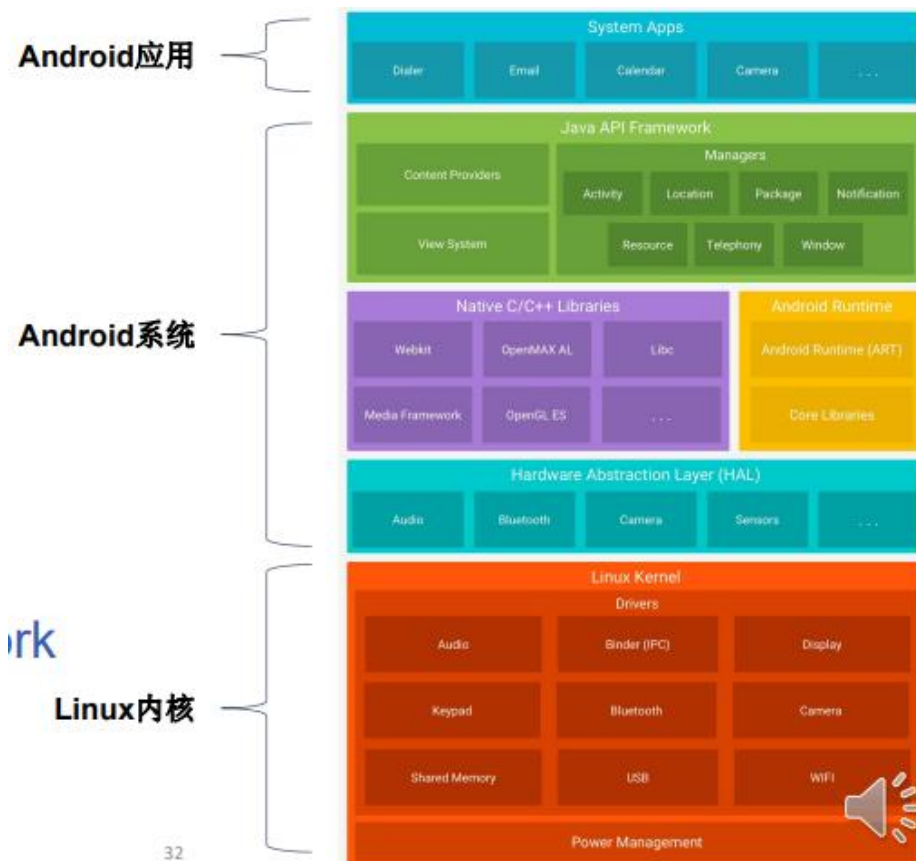 Android应用
System Apps
Dialer Email Calendar Camera ...
Android系统
Java API Framework
Content Providers
View System
Managers
Activity Location Package Notification
Resource Telephony Window
Native C/C++ Libraries
Webkit OpenMAX AL Libc
Media Framework OpenGL ES ...
Android Runtime
Android Runtime (ART)
Core Libraries
Hardware Abstraction Layer (HAL)
Audio Bluetooth Camera Sensors ...
rk
Linux内核
Linux Kernel
Drivers
Audio Binder (IPC) Display
Keypad Bluetooth Camera
Shared Memory USB WIFI
Power Management
32